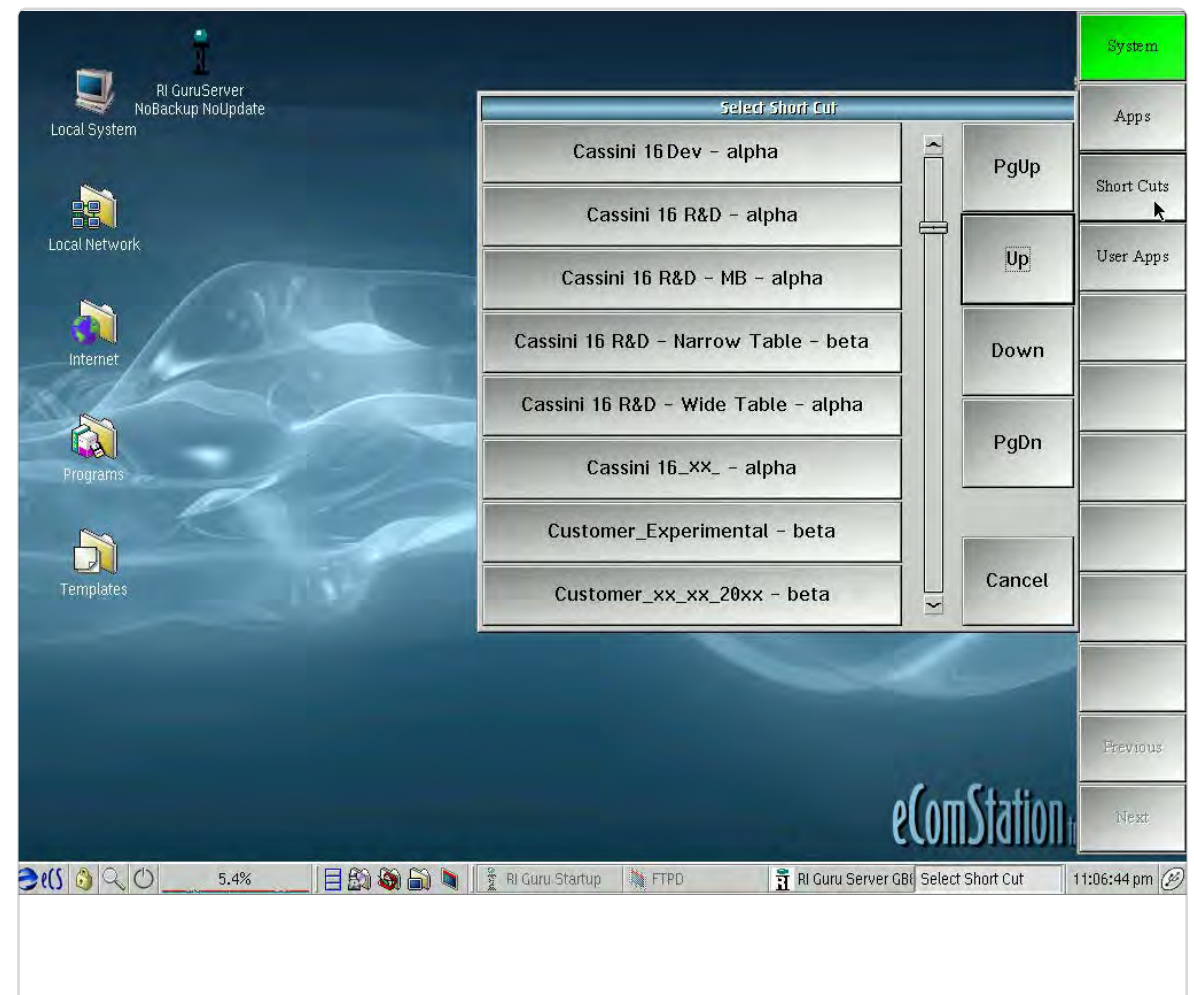 RI GuruServer
NoBackup NoUpdate
Local System
Local Network
Internet
Programs
Templates
Select Short Cut
Cassini 16 Dev - alpha
Cassini 16 R&D - alpha
Cassini 16 R&D - MB - alpha
Cassini 16 R&D - Narrow Table - beta
Cassini 16 R&D - Wide Table - alpha
Cassini 16_xx_ - alpha
Customer_Experimental - beta
Customer_xx_xx_20xx - beta
PgUp
Up
Down
PgDn
Cancel
System
Apps
Short Cuts
User Apps
Previous
Next
eComStation
eCS
5.4%
RI Guru Startup
FTPD
RI Guru Server
Select Short Cut
11:06:44 pm